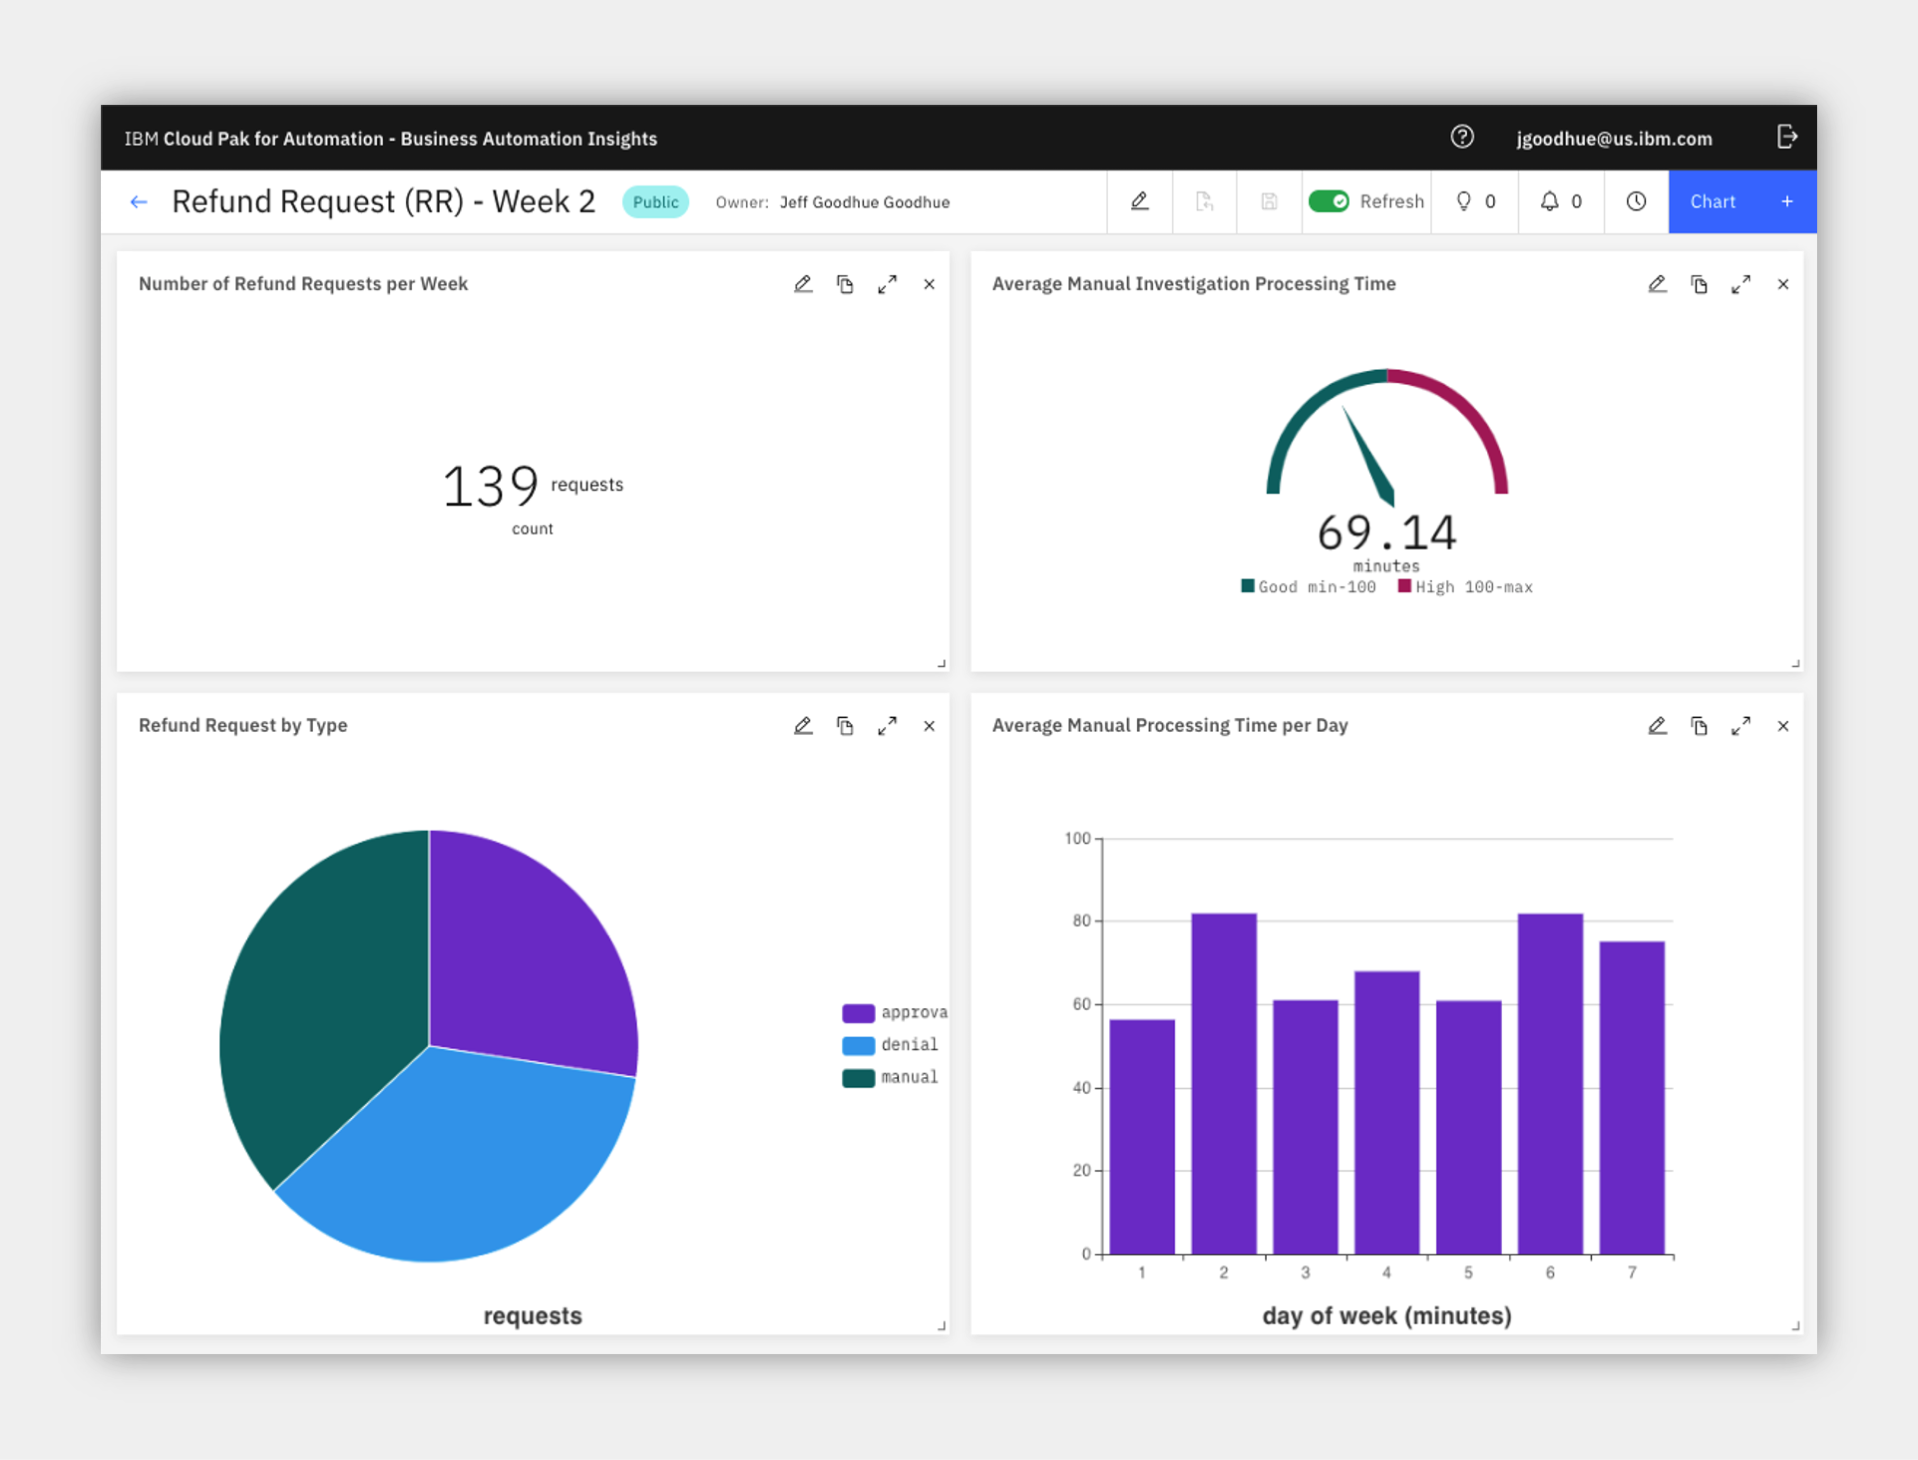 IBM Cloud Pak for Automation - Business Automation Insights
jgoodhue@us.ibm.com
Refund Request (RR) - Week 2
Public
Owner: Jeff Goodhue Goodhue
Refresh
0
0
Chart +
Number of Refund Requests per Week
139 requests
count
Average Manual Investigation Processing Time
69.14
minutes
Good min-100 High 100-max
Refund Request by Type
approva
denial
manual
requests
Average Manual Processing Time per Day
100
80
60
40
20
0
1 2 3 4 5 6 7
day of week (minutes)